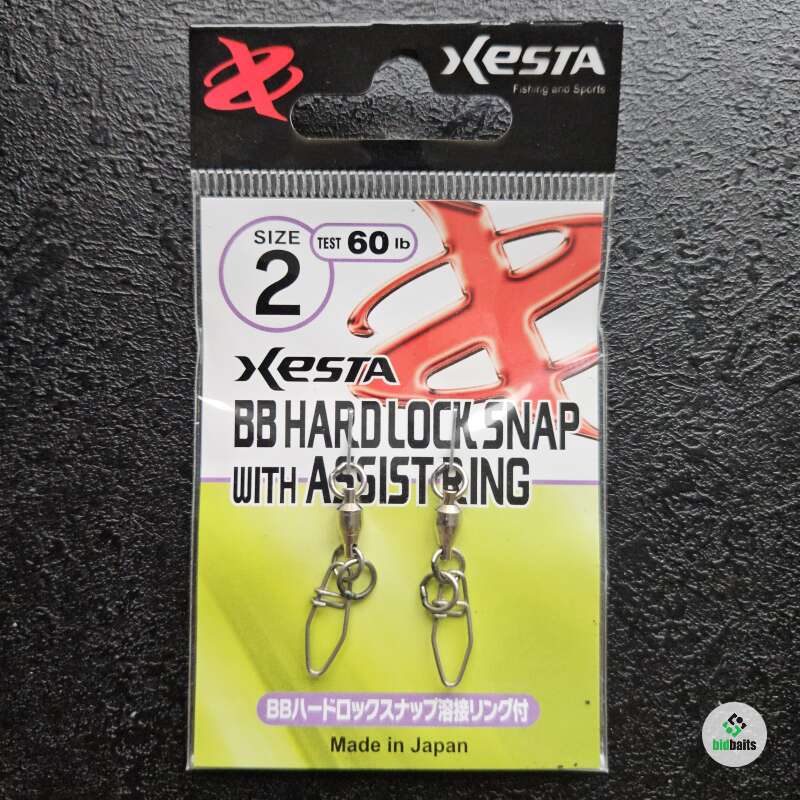 XESTA
Fishing and Sports
SIZE
2
TEST 60 lb
XESTA
BB HARD LOCK SNAP
WITH ASSIST RING
BBハードロックスナップ溶接リング付
Made in Japan
bidbaits